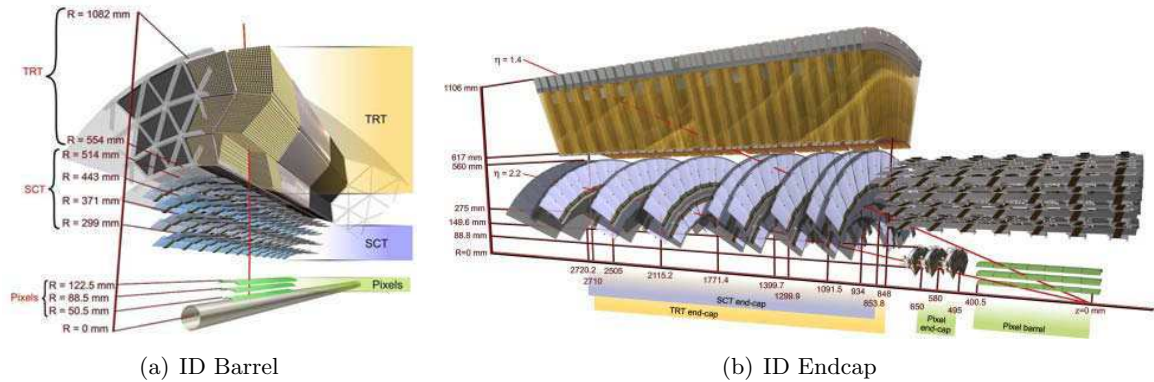 R = 1082 mm
TRT
TRT
R = 554 mm
R = 514 mm
R = 443 mm
SCT
R = 371 mm
R = 299 mm
SCT
Pixels
R = 122.5 mm
Pixels
R = 88.5 mm
R = 50.5 mm
R = 0 mm
(a) ID Barrel
η = 1.4
1106 mm
617 mm
560 mm
η = 2.2
275 mm
149.6 mm
88.8 mm
R=0 mm
2720.2
2710
2505
2115.2
1771.4
1399.7
1299.9
1091.5
934
848
853.8
650
580
495
400.5
z=0 mm
SCT end-cap
TRT end-cap
Pixel
end-cap
Pixel barrel
(b) ID Endcap